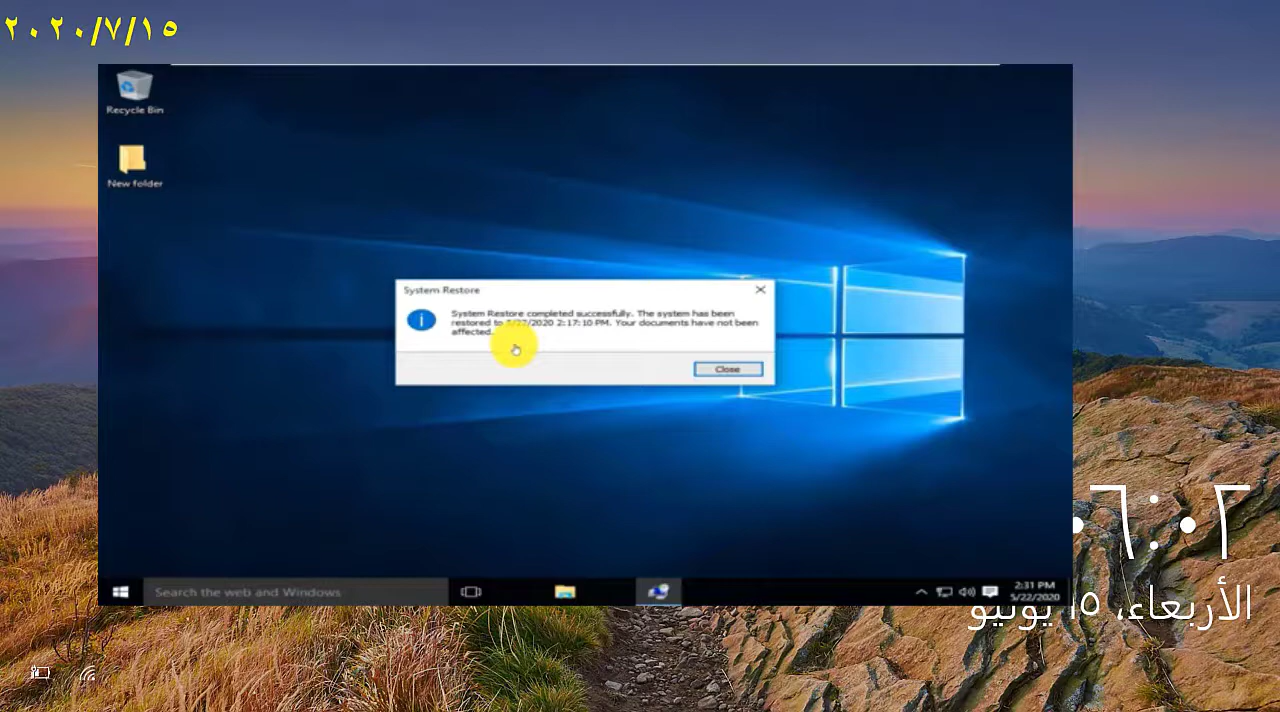 ٢٠٢٠/٧/١٥
Recycle Bin
New folder
System Restore
System Restore completed successfully. The system has been
restored to 5/22/2020 2:17:10 PM. Your documents have not been
affected.
Close
Search the web and Windows
2:31 PM
5/22/2020
٠٦:٠٢
الأربعاء، ١٥ يونيو